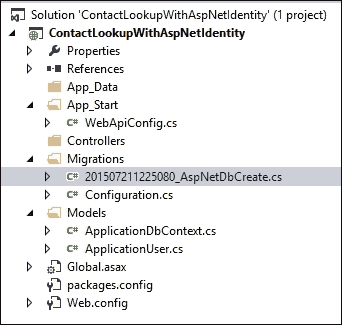 Solution 'ContactLookupWithAspNetIdentity' (1 project)
ContactLookupWithAspNetIdentity
Properties
References
App_Data
App_Start
C# WebApiConfig.cs
Controllers
Migrations
C# 201507211225080_AspNetDbCreate.cs
C# Configuration.cs
Models
C# ApplicationDbContext.cs
C# ApplicationUser.cs
Global.asax
packages.config
Web.config